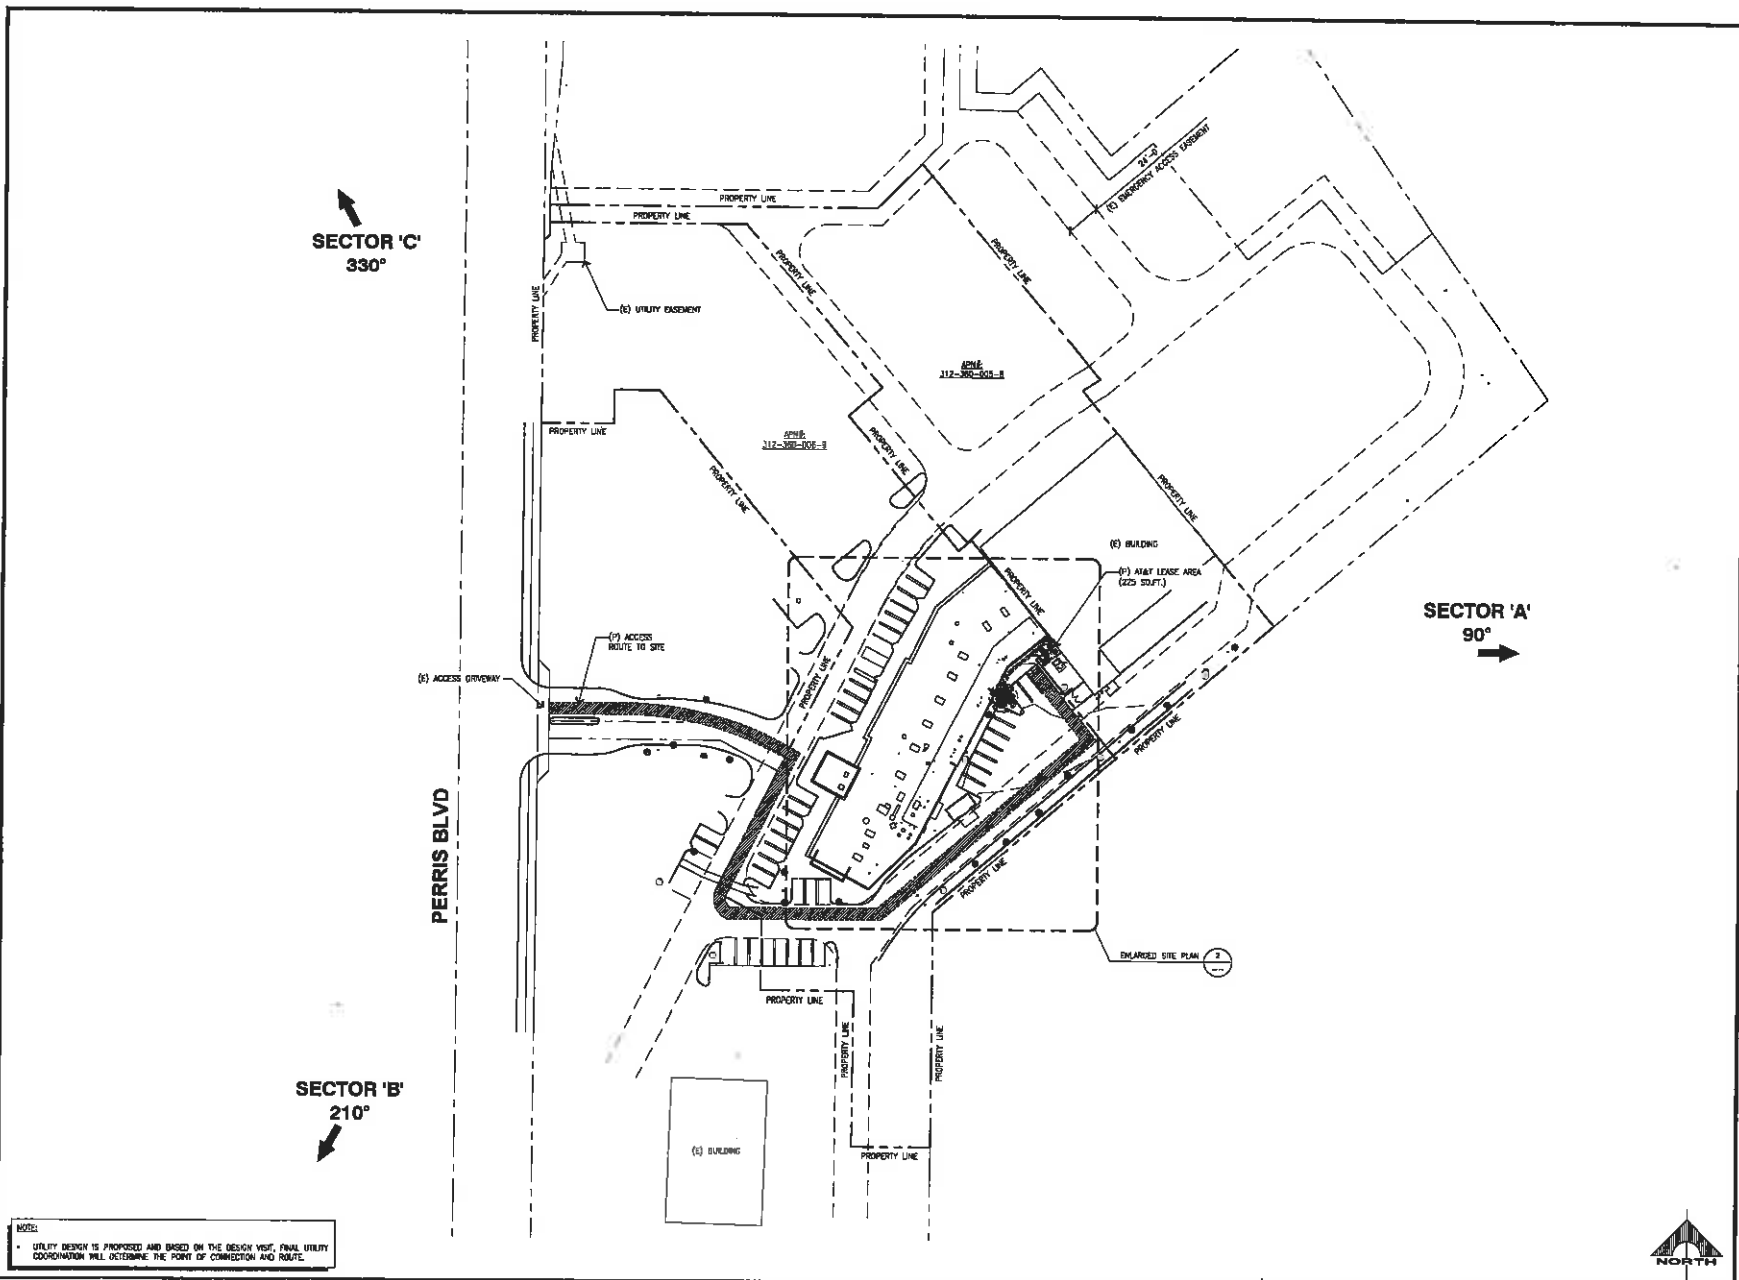 24'-0"
(E) EMERGENCY ACCESS EASEMENT
PROPERTY LINE
PROPERTY LINE
SECTOR 'C'
330°
PROPERTY LINE
PROPERTY LINE
PROPERTY LINE
(E) UTILITY EASEMENT
APN#:
312-360-005-8
PROPERTY LINE
APN#:
PROPERTY LINE
PROPERTY LINE
PROPERTY LINE
(E) BUILDING
(P) AT&T LEASE AREA
(225 SQ.FT.)
PROPERTY LINE
SECTOR 'A'
90°
(P) ACCESS
ROUTE TO SITE
(E) ACCESS DRIVEWAY
PROPERTY LINE
PROPERTY LINE
PERRIS BLVD
PROPERTY LINE
ENLARGED SITE PLAN
2
PROPERTY LINE
PROPERTY LINE
PROPERTY LINE
SECTOR 'B'
210°
(E) BUILDING
PROPERTY LINE
NOTE:
• UTILITY DESIGN IS PROPOSED AND BASED ON THE DESIGN VISIT, FINAL UTILITY
COORDINATION WILL DETERMINE THE POINT OF CONNECTION AND ROUTE.
NORTH